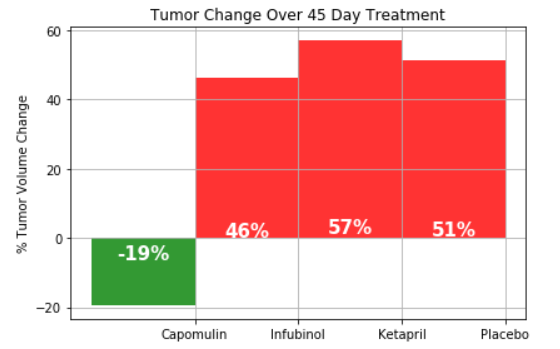 Tumor Change Over 45 Day Treatment
% Tumor Volume Change
60
40
20
0
−20
-19%
46%
57%
51%
Capomulin
Infubinol
Ketapril
Placebo